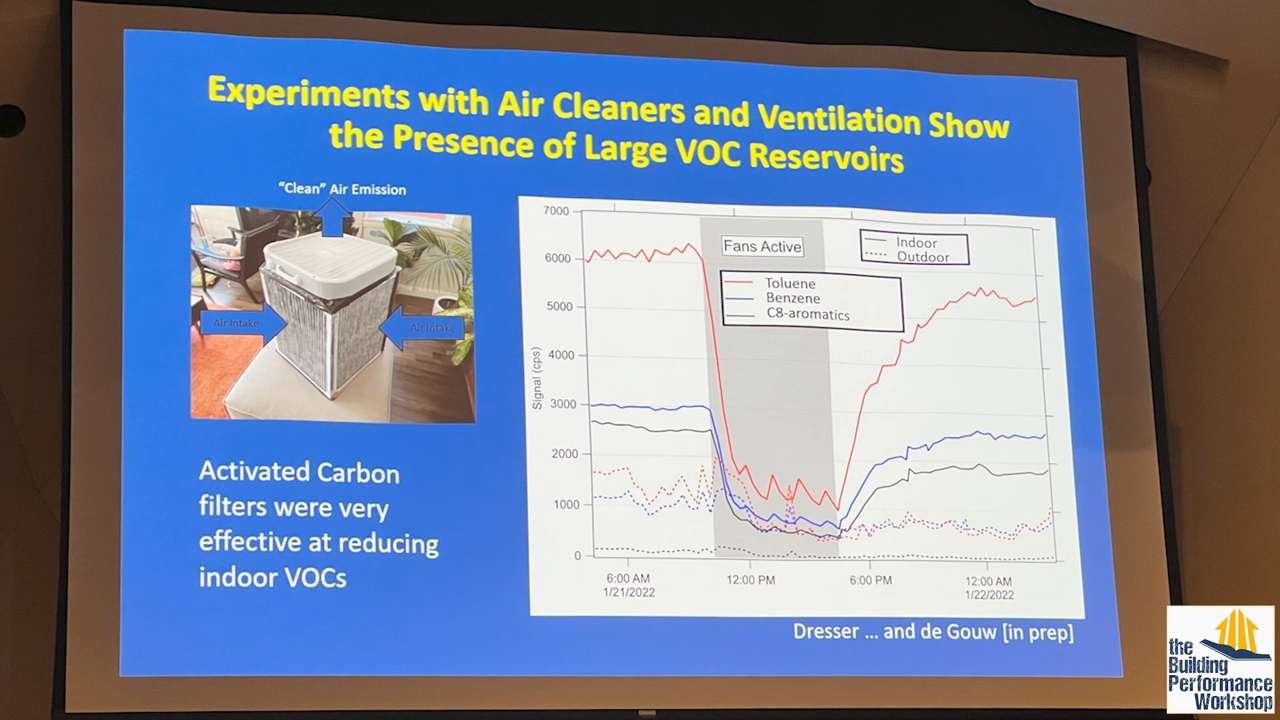 Experiments with Air Cleaners and Ventilation Show
the Presence of Large VOC Reservoirs
"Clean" Air Emission
Air Intake
Air Intake
Activated Carbon
filters were very
effective at reducing
indoor VOCs
7000
6000
5000
4000
3000
2000
1000
0
Signal (cps)
Fans Active
Indoor
Outdoor
Toluene
Benzene
C8-aromatics
6:00 AM
1/21/2022
12:00 PM
6:00 PM
12:00 AM
1/22/2022
Dresser ... and de Gouw [in prep]
the
Building
Performance
Workshop